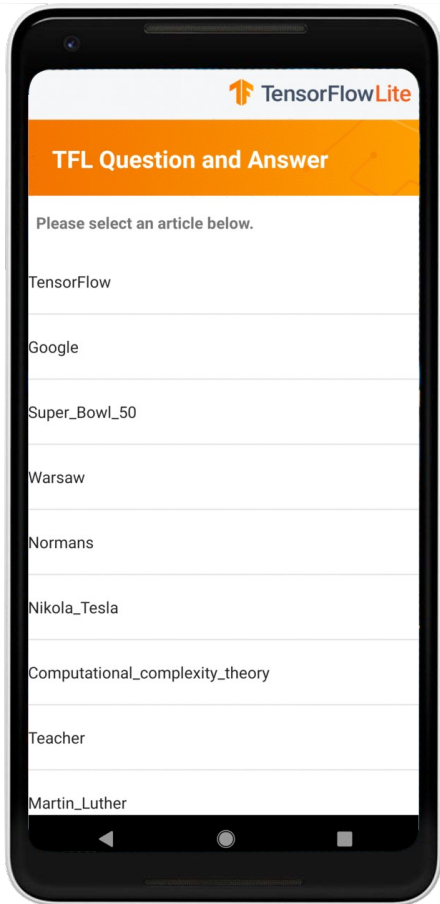 TensorFlowLite
TFL Question and Answer
Please select an article below.
TensorFlow
Google
Super_Bowl_50
Warsaw
Normans
Nikola_Tesla
Computational_complexity_theory
Teacher
Martin_Luther